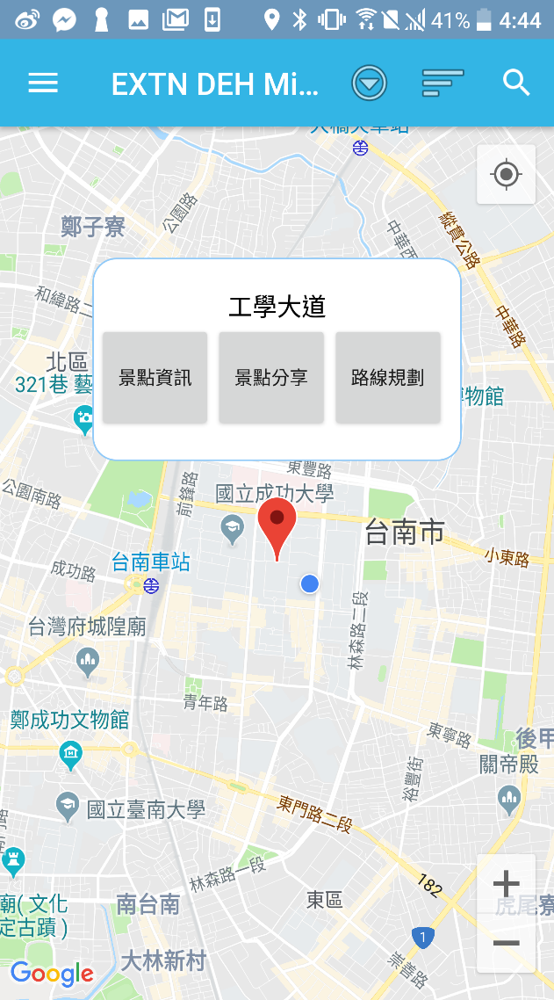 41% 4:44
EXTN DEH Mi...
大橋火車站
鄭子寮
公園路
中華西
縱貫公路
和緯路二
中華路
工學大道
北區
321巷 藝
景點資訊
景點分享
路線規劃
博物館
東豐路
公園南路
前鋒路
國立成功大學
台南市
小東路
台南車站
成功路
林森路二段
台灣府城隍廟
青年路
鄭成功文物館
東寧路
後甲
關帝殿
裕豐街
國立臺南大學
東門路二段
林森路一段
182
廟( 文化
定古蹟 )
南台南
東區
虎尾寮
1
大林新村
崇善路
Google